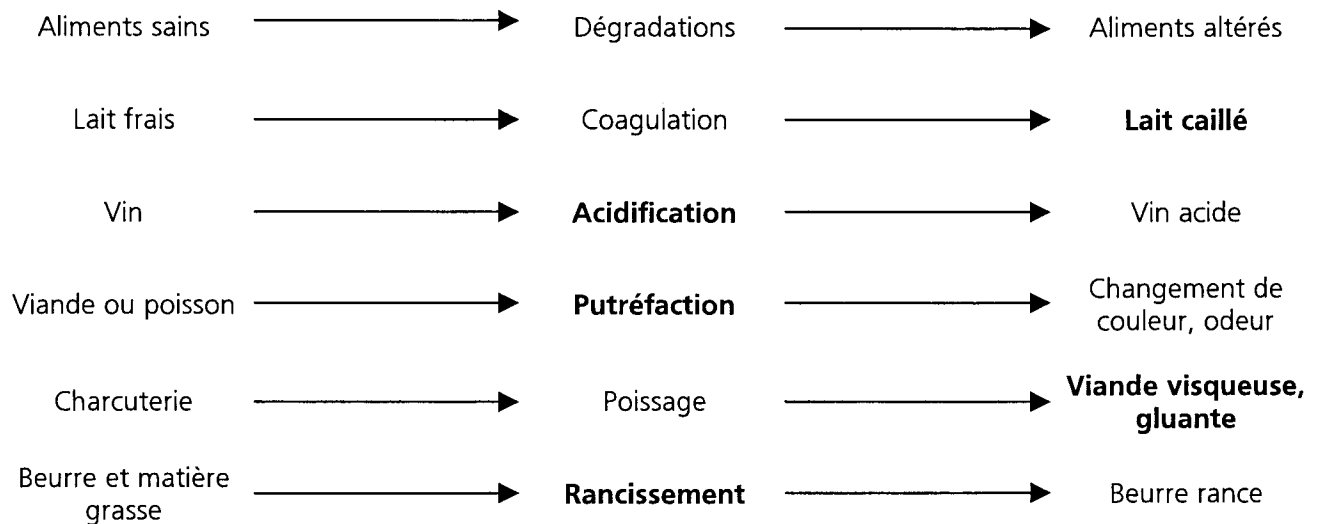 Aliments sains Dégradations Aliments altérés
Lait frais Coagulation Lait caillé
Vin Acidification Vin acide
Viande ou poisson Putréfaction Changement de
couleur, odeur
Charcuterie Poissage Viande visqueuse,
gluante
Beurre et matière
grasse Rancissement Beurre rance